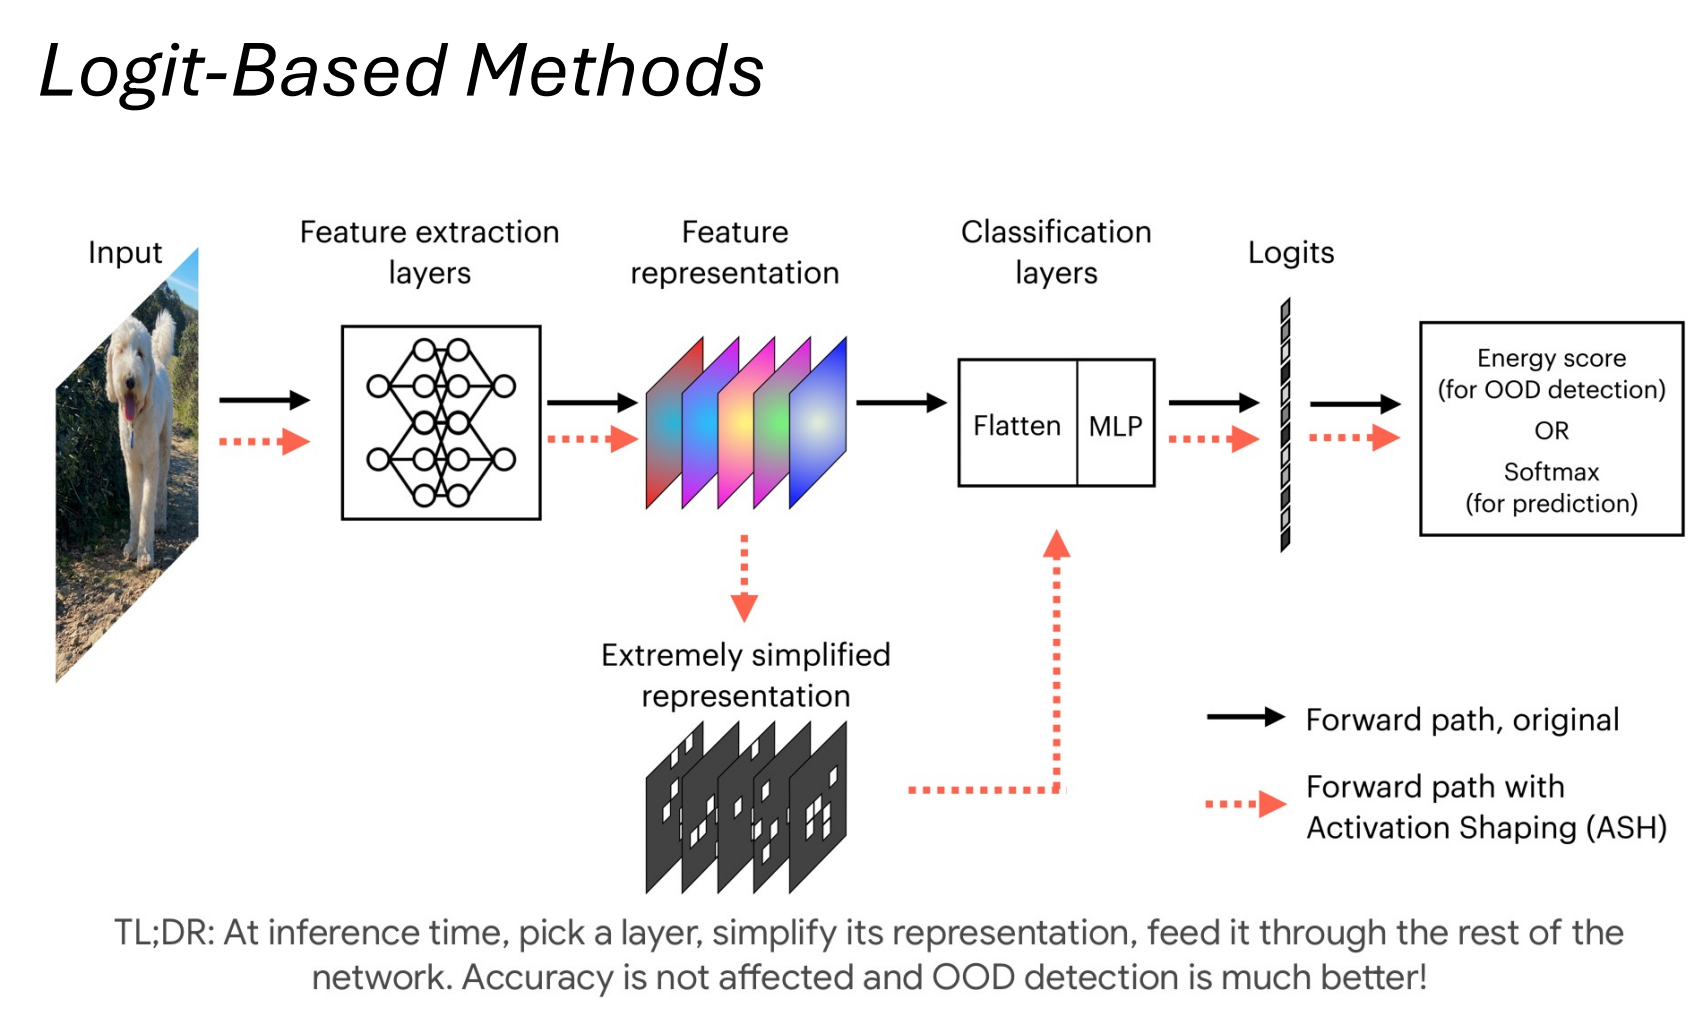 Logit-Based Methods
Input
Feature extraction
layers
Feature
representation
Classification
layers
Logits
Flatten
MLP
Energy score
(for OOD detection)
OR
Softmax
(for prediction)
Extremely simplified
representation
Forward path, original
Forward path with
Activation Shaping (ASH)
TL;DR: At inference time, pick a layer, simplify its representation, feed it through the rest of the
network. Accuracy is not affected and OOD detection is much better!